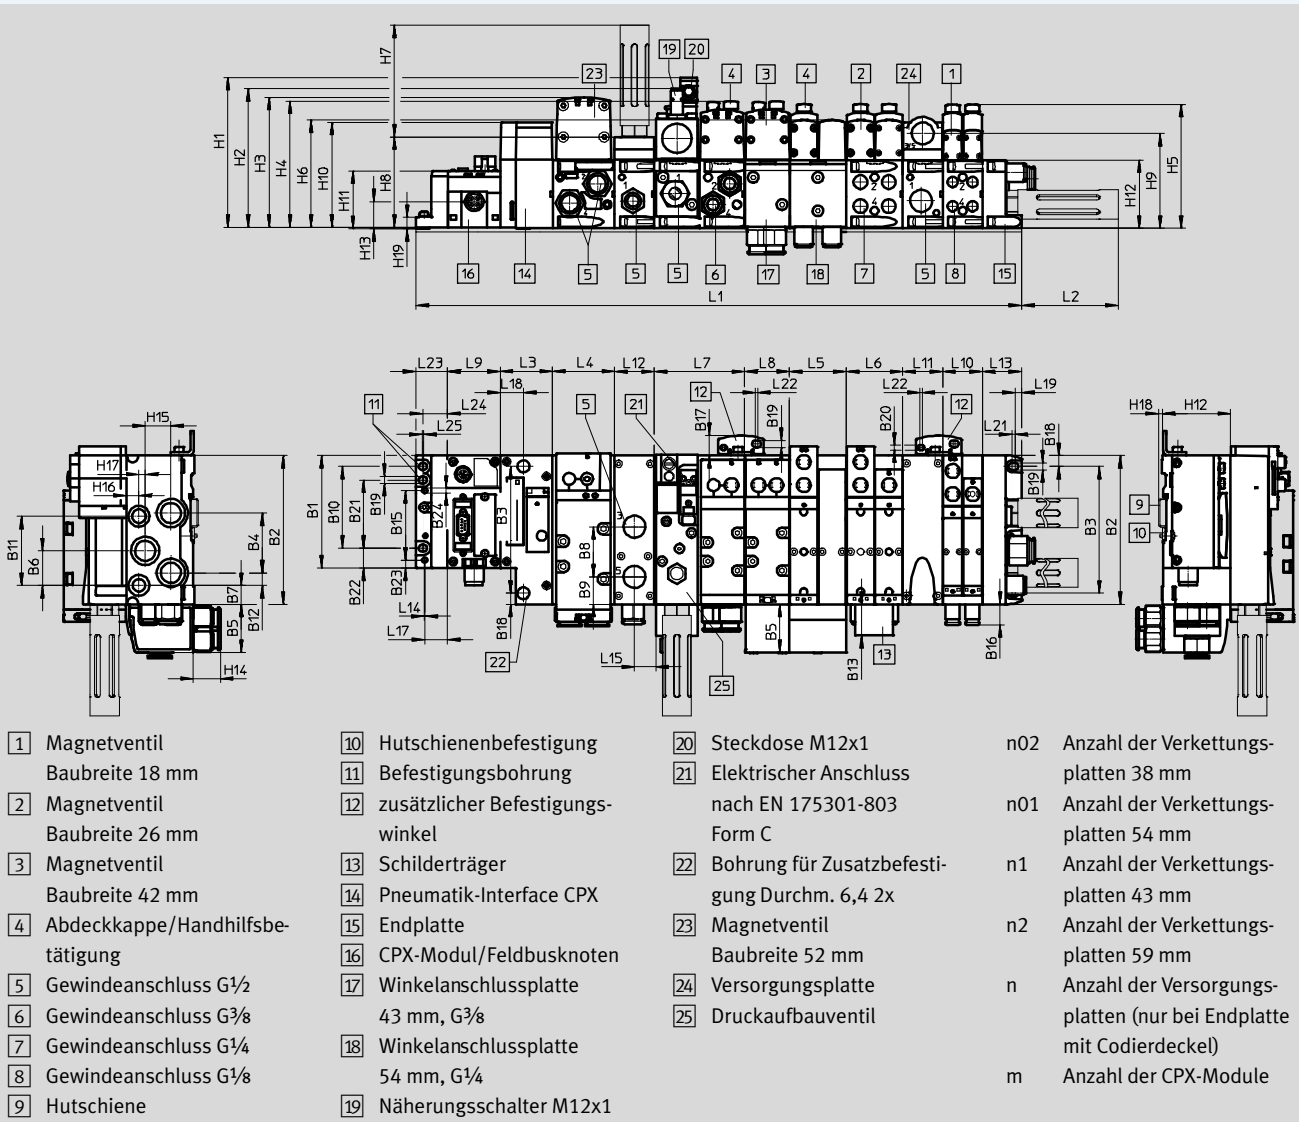 H1
H2
H3
H4
H6
H10
H11
H7
H8
H13
H19
H5
H9
H12
23
19
20
4
3
4
2
24
1
16
14
5
5
5
6
17
18
7
5
8
15
L1
L2
L23
L9
L3
L4
L12
L7
L8
L5
L6
L11
L10
L13
L18
L24
L25
L22
L22
L19
L21
L14
L17
L15
11
5
21
12
12
22
25
13
9
10
H15
H17
H16
H14
H18
H12
B11
B6
B4
B2
B7
B12
B5
B1
B10
B19
B21
B15
B24
B3
B22
B23
B18
B8
B9
B17
B19
B20
B5
B13
B16
B18
B19
B3
B2
1 Magnetventil
Baubreite 18 mm
2 Magnetventil
Baubreite 26 mm
3 Magnetventil
Baubreite 42 mm
4 Abdeckkappe/Handhilfsbe-
tätigung
5 Gewindeanschluss G½
6 Gewindeanschluss G⅜
7 Gewindeanschluss G¼
8 Gewindeanschluss G⅛
9 Hutschiene
10 Hutschienenbefestigung
11 Befestigungsbohrung
12 zusätzlicher Befestigungs-
winkel
13 Schilderträger
14 Pneumatik-Interface CPX
15 Endplatte
16 CPX-Modul/Feldbusknoten
17 Winkelanschlussplatte
43 mm, G⅜
18 Winkelanschlussplatte
54 mm, G¼
19 Näherungsschalter M12x1
20 Steckdose M12x1
21 Elektrischer Anschluss
nach EN 175301-803
Form C
22 Bohrung für Zusatzbefesti-
gung Durchm. 6,4 2x
23 Magnetventil
Baubreite 52 mm
24 Versorgungsplatte
25 Druckaufbauventil
n02 Anzahl der Verkettungs-
platten 38 mm
n01 Anzahl der Verkettungs-
platten 54 mm
n1 Anzahl der Verkettungs-
platten 43 mm
n2 Anzahl der Verkettungs-
platten 59 mm
n Anzahl der Versorgungs-
platten (nur bei Endplatte
mit Codierdeckel)
m Anzahl der CPX-Module